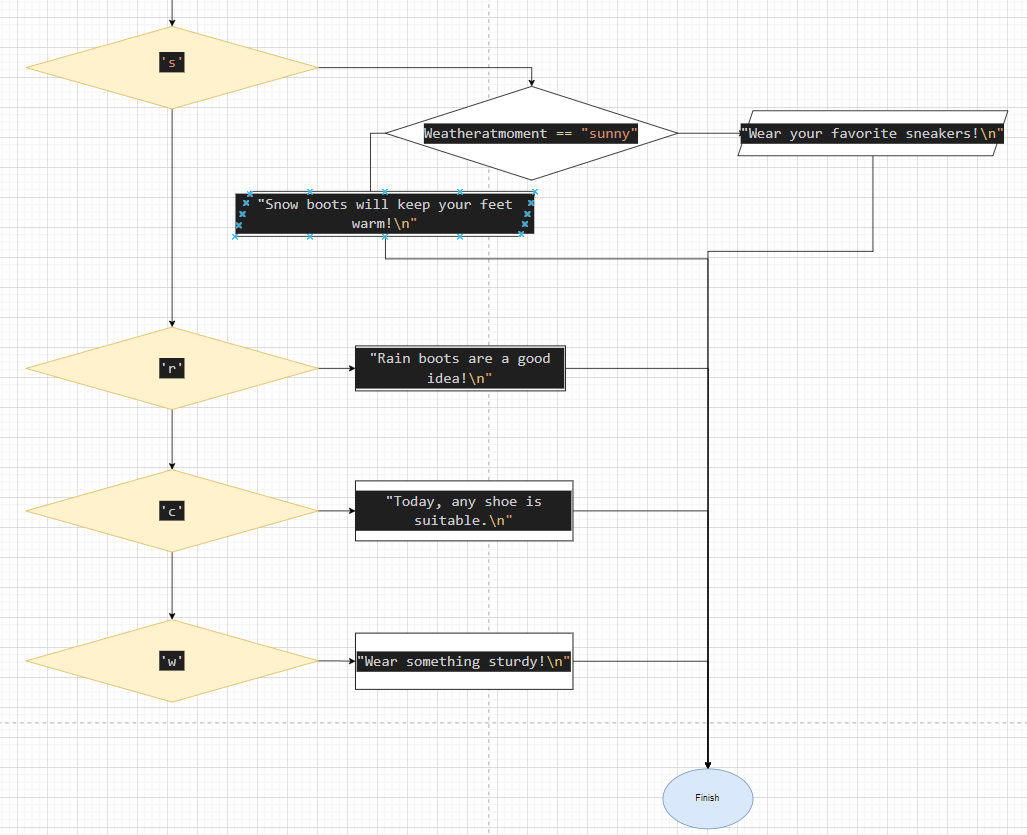 's'
Weatheratmoment == "sunny"
"Wear your favorite sneakers!\n"
"Snow boots will keep your feet
warm!\n"
'r'
"Rain boots are a good
idea!\n"
'c'
"Today, any shoe is
suitable.\n"
'w'
"Wear something sturdy!\n"
Finish